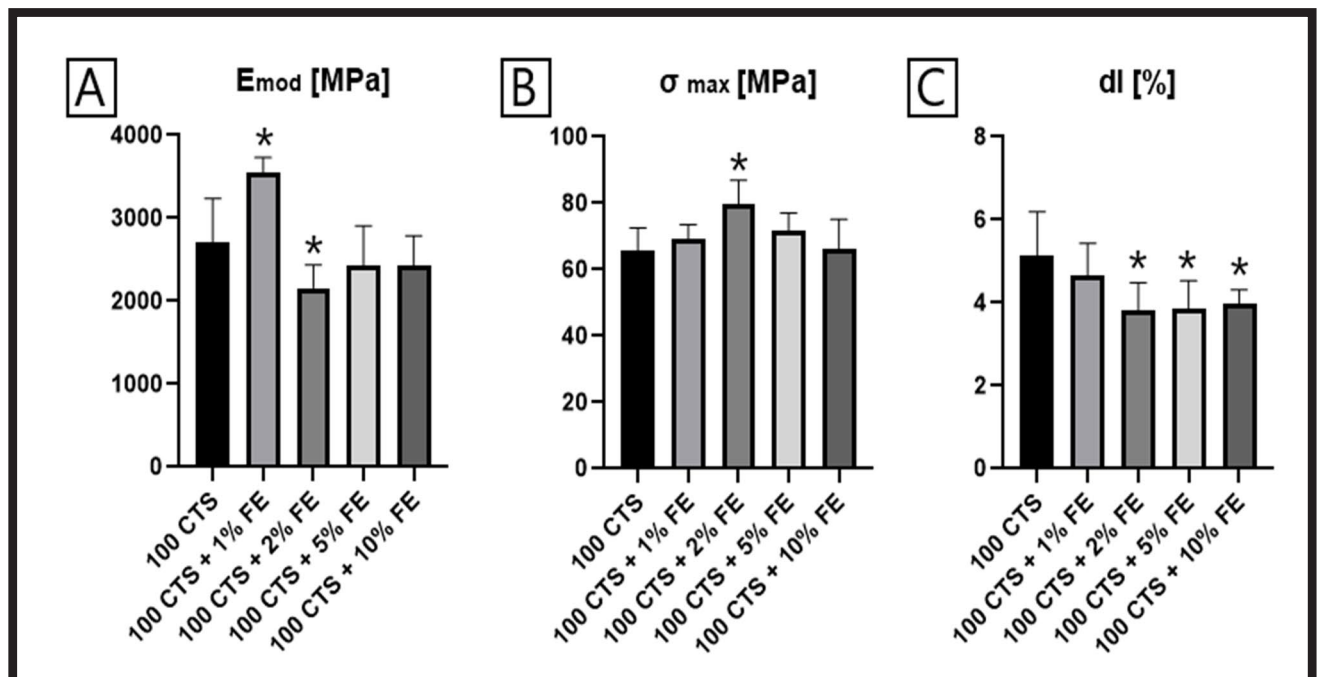 A
Emod [MPa]
4000
3000
2000
1000
0
*
*
100 CTS
100 CTS + 1% FE
100 CTS + 2% FE
100 CTS + 5% FE
100 CTS + 10% FE
B
σ max [MPa]
100
80
60
40
20
0
*
100 CTS
100 CTS + 1% FE
100 CTS + 2% FE
100 CTS + 5% FE
100 CTS + 10% FE
C
dl [%]
8
6
4
2
0
*
*
*
100 CTS
100 CTS + 1% FE
100 CTS + 2% FE
100 CTS + 5% FE
100 CTS + 10% FE